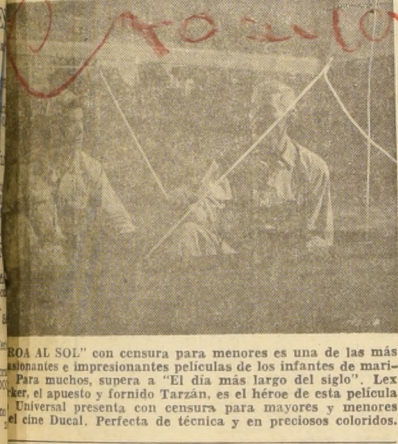 ROA AL SOL" con censura para menores es una de las más
sionantes e impresionantes películas de los infantes de mari-
Para muchos, supera a "El día más largo del siglo". Lex
ker, el apuesto y fornido Tarzán, es el héroe de esta película
Universal presenta con censura para mayores y menores
el cine Ducal. Perfecta de técnica y en preciosos coloridos.